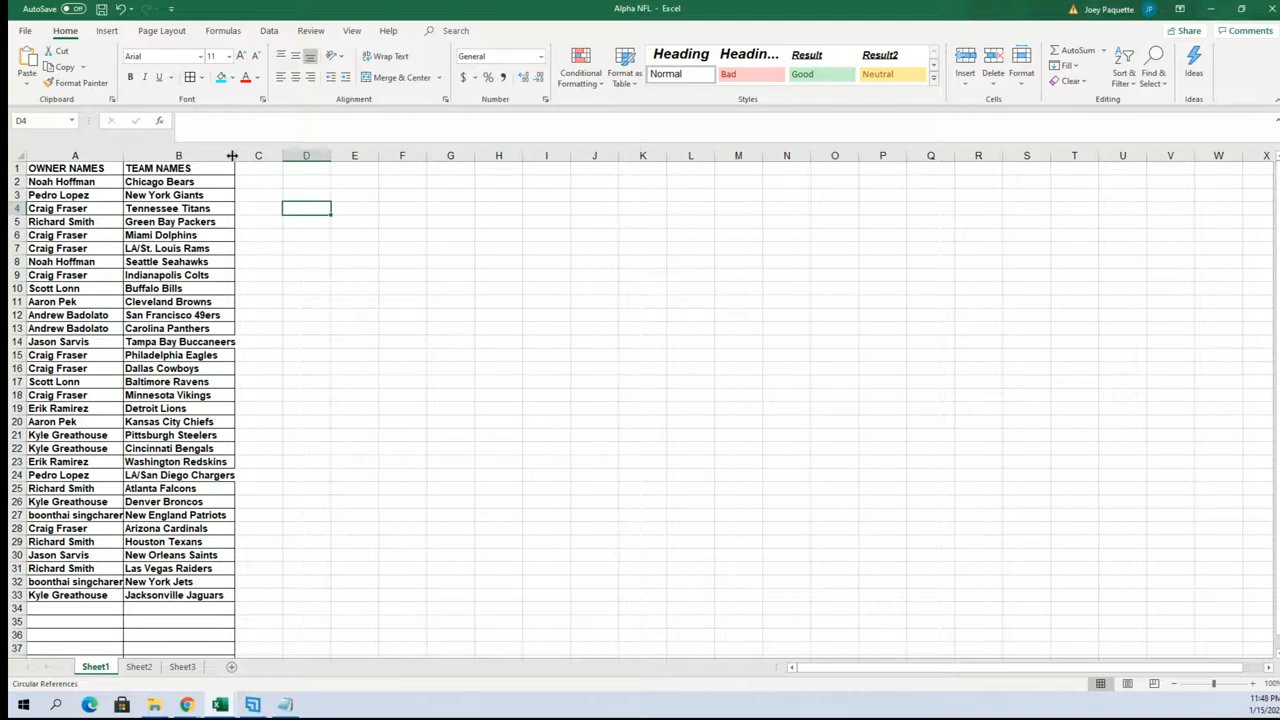 AutoSave Off Alpha NFL - Excel Joey Paquette JP
File Home Insert Page Layout Formulas Data Review View Help Search Share Comments
Cut
Copy
Format Painter
Paste
Arial 11
B I U
Wrap Text
Merge & Center
General
$ % ,
Conditional Formatting
Format as Table
Heading Headin... Result Result2
Normal Bad Good Neutral
Insert Delete Format
AutoSum
Fill
Clear
Sort & Filter
Find & Select
Ideas
Clipboard Font Alignment Number Styles Cells Editing Ideas
D4 fx
A B C D E F G H I J K L M N O P Q R S T U V W X
1 OWNER NAMES TEAM NAMES
2 Noah Hoffman Chicago Bears
3 Pedro Lopez New York Giants
4 Craig Fraser Tennessee Titans
5 Richard Smith Green Bay Packers
6 Craig Fraser Miami Dolphins
7 Craig Fraser LA/St. Louis Rams
8 Noah Hoffman Seattle Seahawks
9 Craig Fraser Indianapolis Colts
10 Scott Lonn Buffalo Bills
11 Aaron Pek Cleveland Browns
12 Andrew Badolato San Francisco 49ers
13 Andrew Badolato Carolina Panthers
14 Jason Sarvis Tampa Bay Buccaneers
15 Craig Fraser Philadelphia Eagles
16 Craig Fraser Dallas Cowboys
17 Scott Lonn Baltimore Ravens
18 Craig Fraser Minnesota Vikings
19 Erik Ramirez Detroit Lions
20 Aaron Pek Kansas City Chiefs
21 Kyle Greathouse Pittsburgh Steelers
22 Kyle Greathouse Cincinnati Bengals
23 Erik Ramirez Washington Redskins
24 Pedro Lopez LA/San Diego Chargers
25 Richard Smith Atlanta Falcons
26 Kyle Greathouse Denver Broncos
27 boonthai singcharer New England Patriots
28 Craig Fraser Arizona Cardinals
29 Richard Smith Houston Texans
30 Jason Sarvis New Orleans Saints
31 Richard Smith Las Vegas Raiders
32 boonthai singcharer New York Jets
33 Kyle Greathouse Jacksonville Jaguars
34
35
36
37
Sheet1 Sheet2 Sheet3
Circular References 100%
11:48 PM
1/15/202